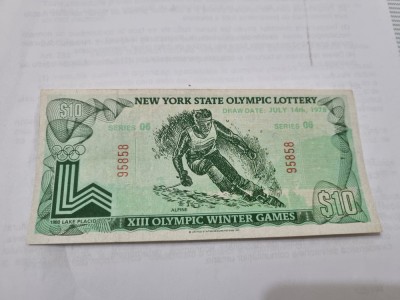 NEW YORK STATE OLYMPIC LOTTERY
$10
DRAW DATE, JULY 14th, 1978
SERIES 06
SERIES 06
95858
95858
1980 LAKE PLACID
ALPINE
XIII OLYMPIC WINTER GAMES
$10